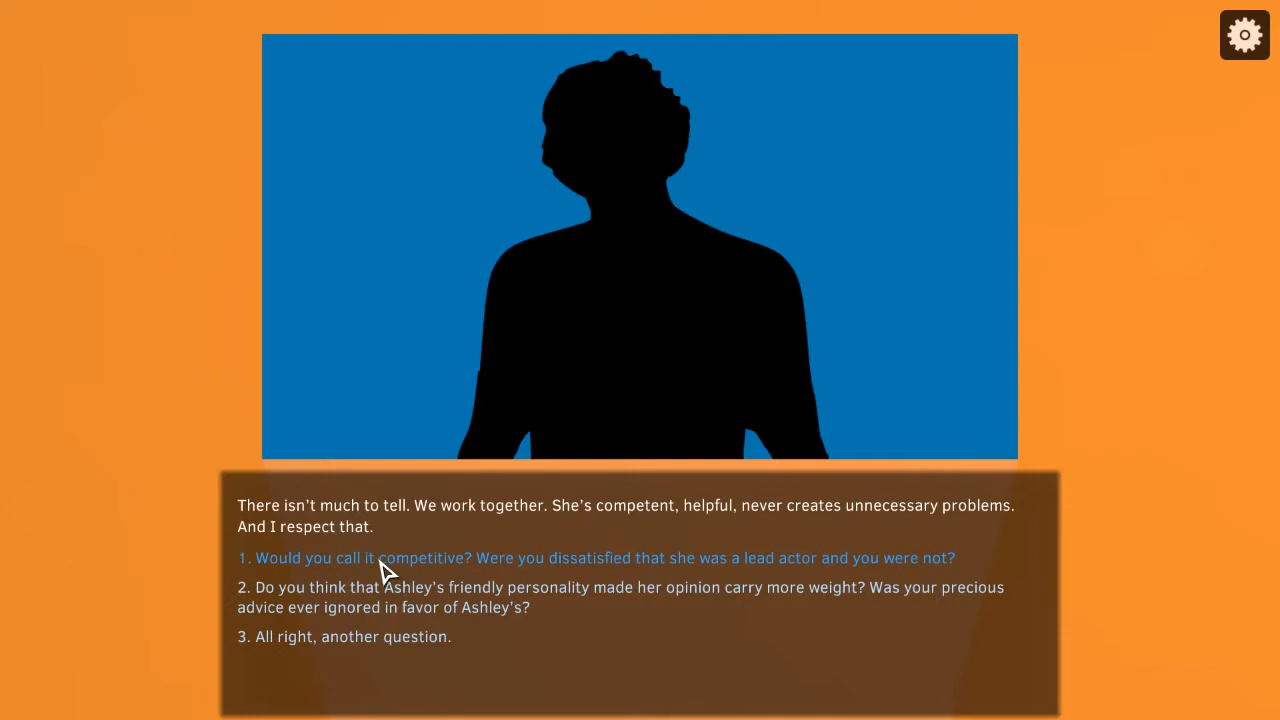 There isn't much to tell. We work together. She's competent, helpful, never creates unnecessary problems.
And I respect that.
1. Would you call it competitive? Were you dissatisfied that she was a lead actor and you were not?
2. Do you think that Ashley's friendly personality made her opinion carry more weight? Was your precious
advice ever ignored in favor of Ashley's?
3. All right, another question.